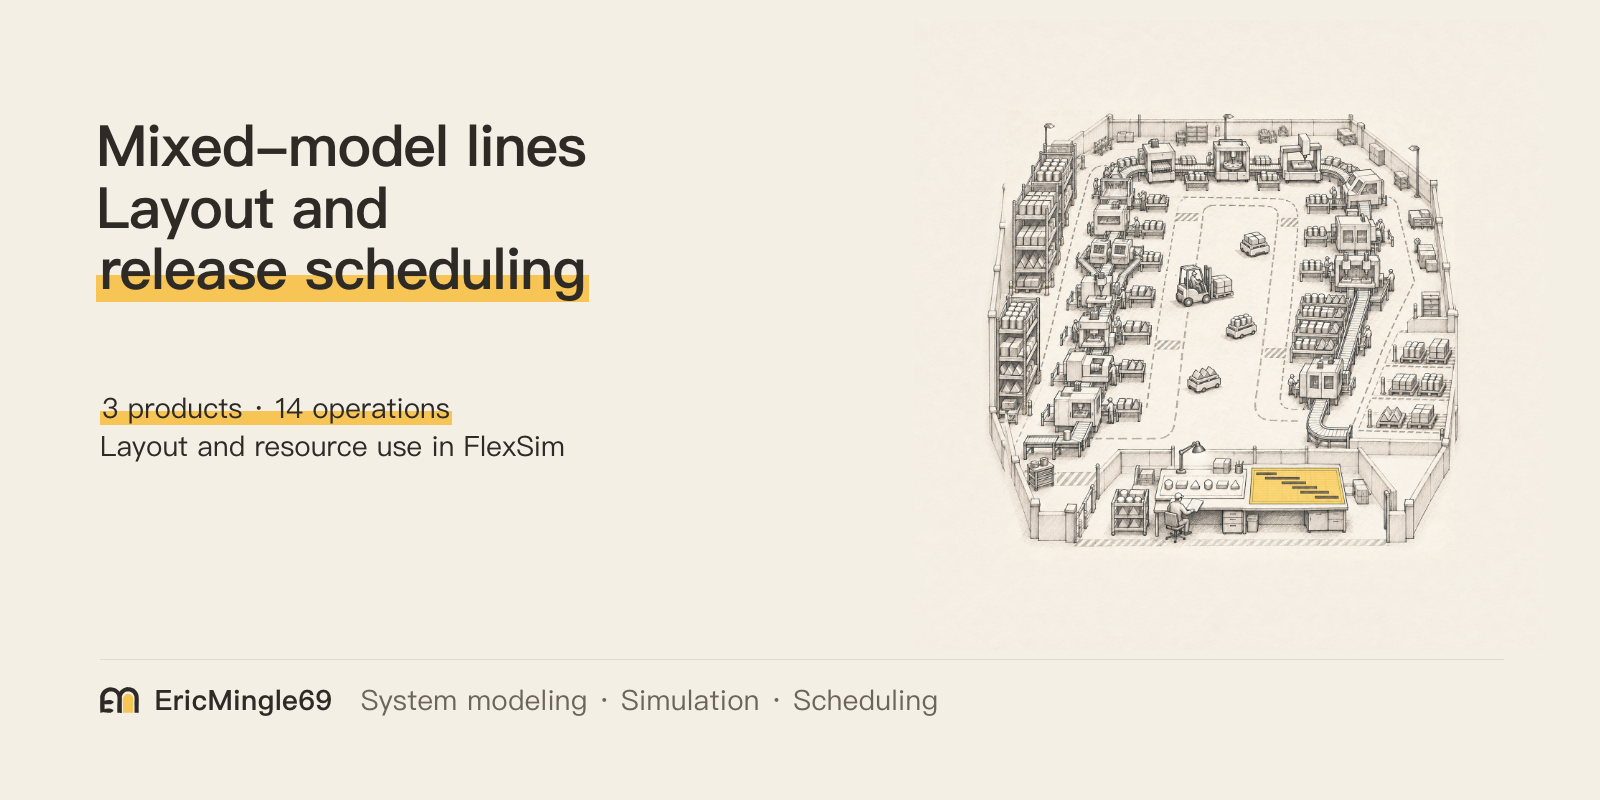 Mixed–model lines
Layout and
release scheduling
3 products · 14 operations
Layout and resource use in FlexSim
EricMingle69 System modeling · Simulation · Scheduling